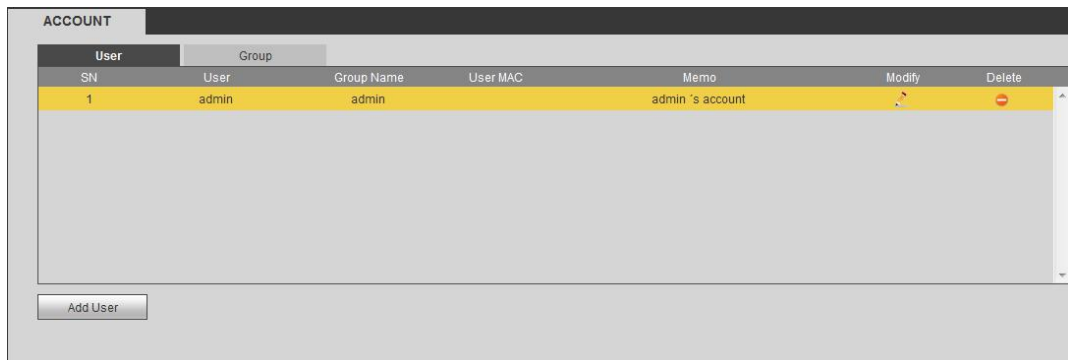 ACCOUNT
User Group
SN User Group Name User MAC Memo Modify Delete
1 admin admin admin ´s account
Add User